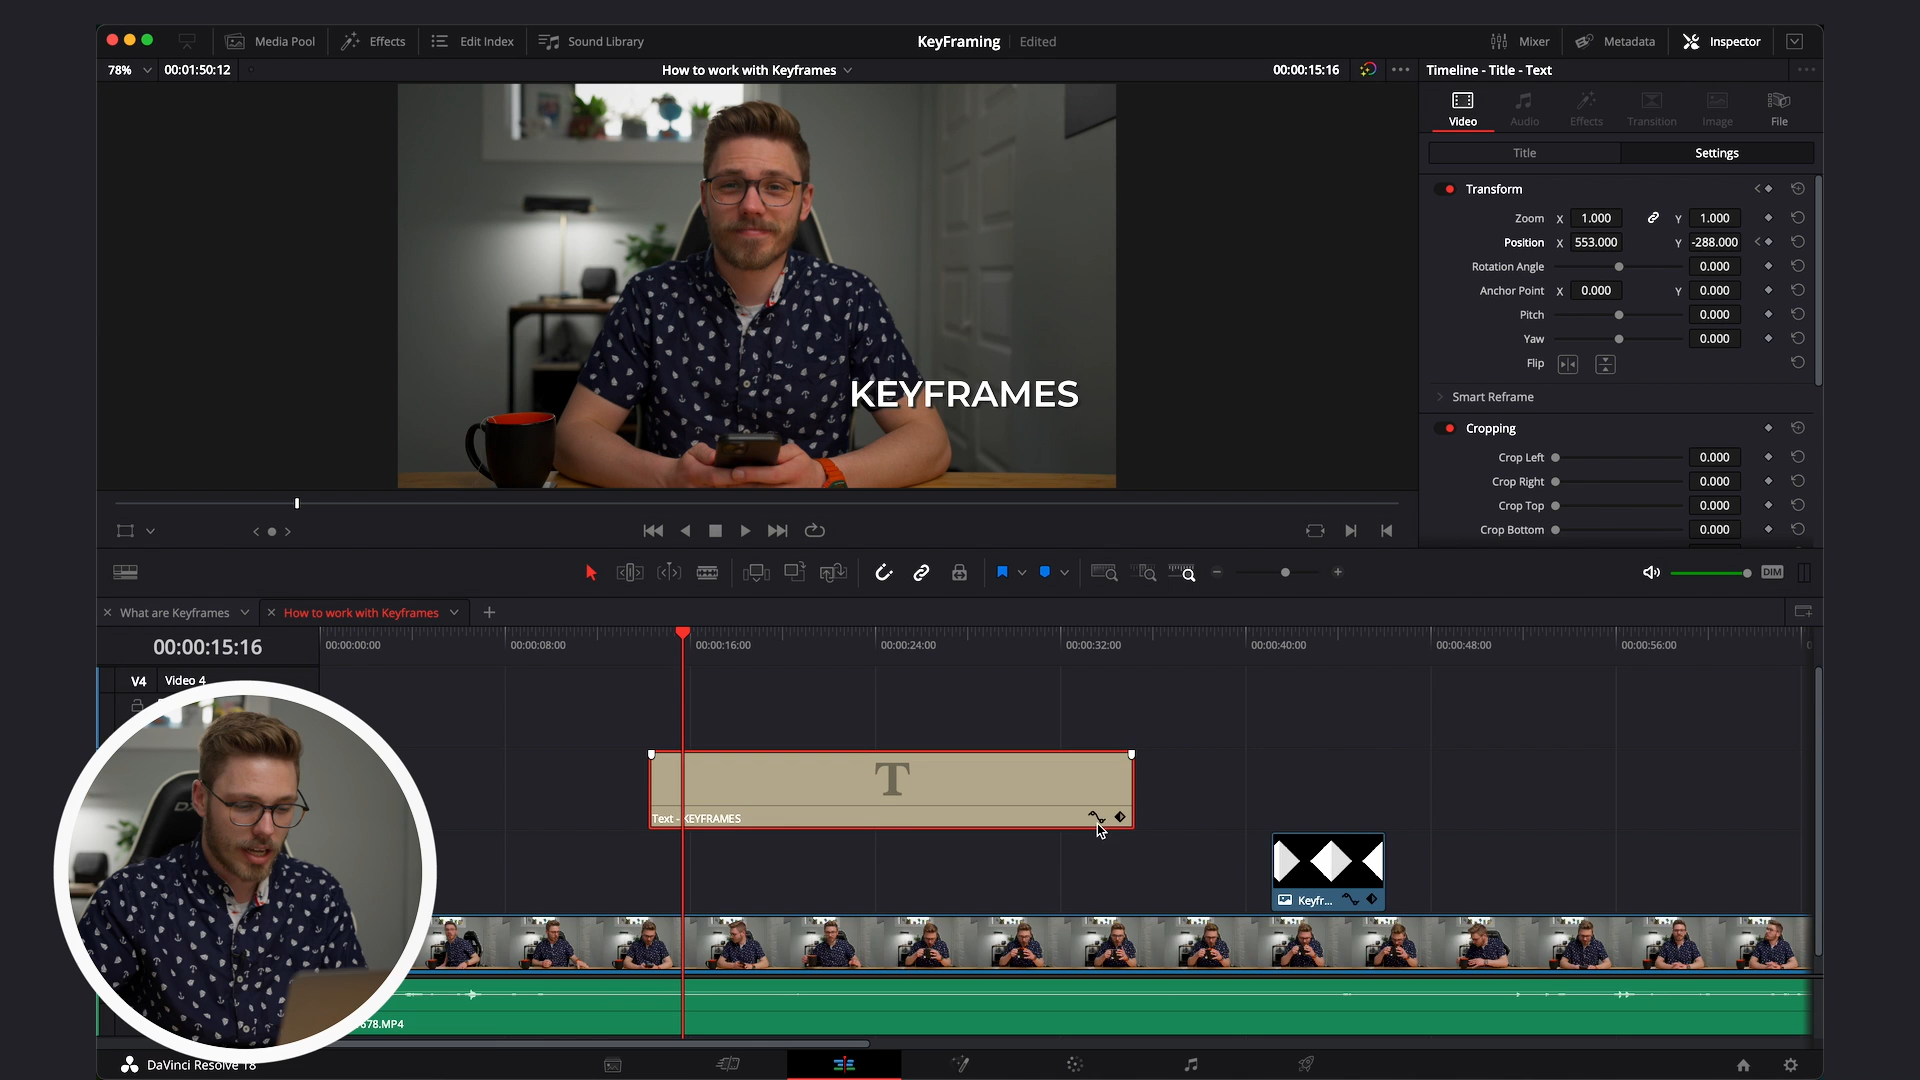 Media Pool Effects Edit Index Sound Library KeyFraming Edited Mixer Metadata Inspector
78% 00:01:50:12 How to work with Keyframes 00:00:15:16 Timeline - Title - Text
Video Audio Effects Transition Image File
Title Settings
Transform
Zoom X 1.000 Y 1.000
Position X 553.000 Y -288.000
Rotation Angle 0.000
Anchor Point X 0.000 Y 0.000
Pitch 0.000
Yaw 0.000
Flip
KEYFRAMES
Smart Reframe
Cropping
Crop Left 0.000
Crop Right 0.000
Crop Top 0.000
Crop Bottom 0.000
DIM
What are Keyframes How to work with Keyframes
00:00:15:16 00:00:00:00 00:00:08:00 00:00:16:00 00:00:24:00 00:00:32:00 00:00:40:00 00:00:48:00 00:00:56:00
V4 Video 4
T
Text - KEYFRAMES
Keyfr...
678.MP4
DaVinci Resolve 18